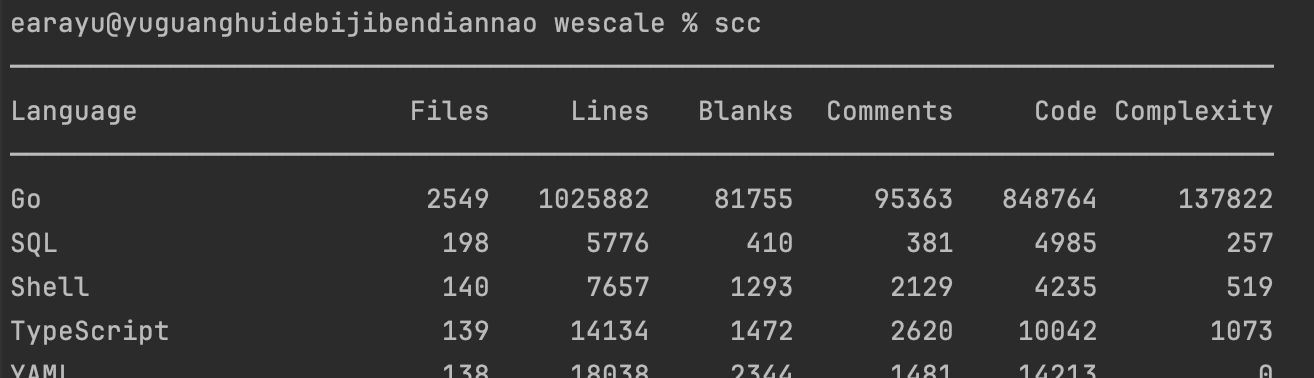 earayu@yuguanghuidebijibendiannao wescale % scc
Language Files Lines Blanks Comments Code Complexity
Go 2549 1025882 81755 95363 848764 137822
SQL 198 5776 410 381 4985 257
Shell 140 7657 1293 2129 4235 519
TypeScript 139 14134 1472 2620 10042 1073
YAML 138 18038 2344 1481 14213 0